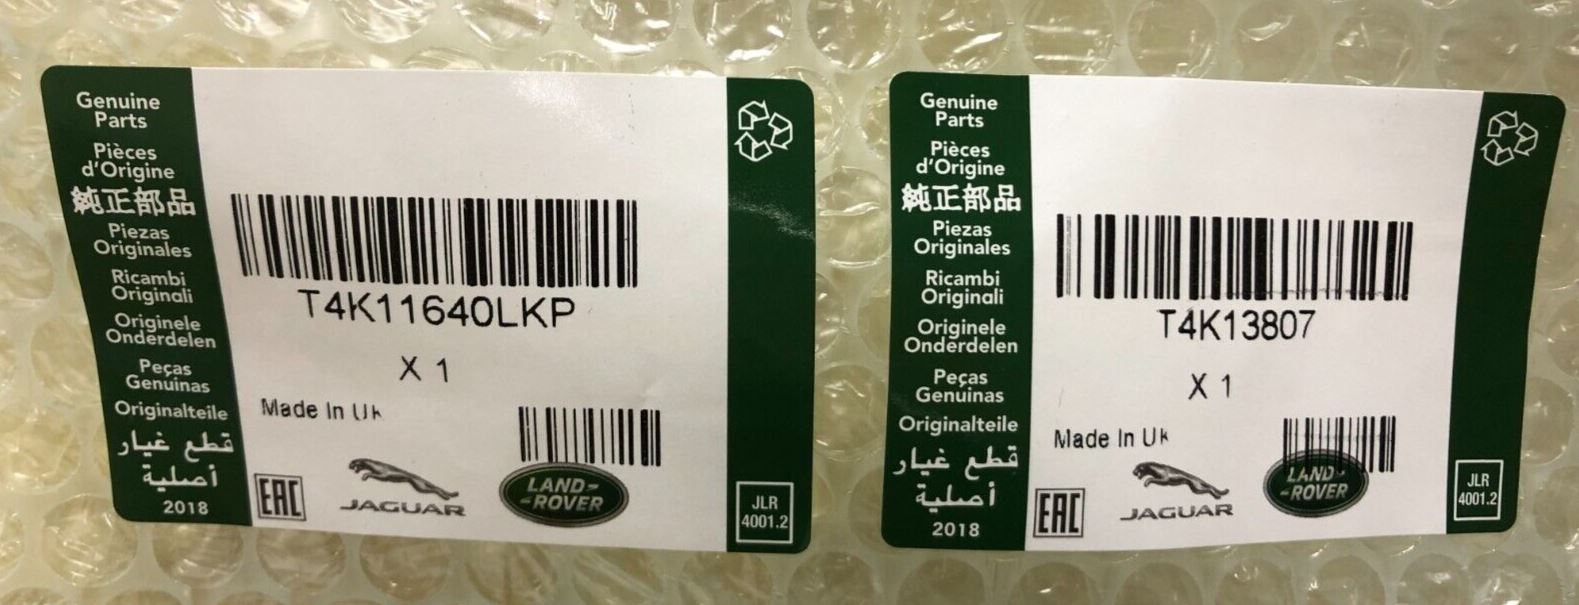 Genuine
Parts
Pièces
d'Origine
純正部品
Piezas
Originales
Ricambi
Originali
Originele
Onderdelen
Peças
Genuinas
Originalteile
قطع غيار
أصلية
2018
T4K11640LKP
X 1
Made In UK
EAC
JAGUAR
LAND-
-ROVER
JLR
4001.2
Genuine
Parts
Pièces
d'Origine
純正部品
Piezas
Originales
Ricambi
Originali
Originele
Onderdelen
Peças
Genuinas
Originalteile
قطع غيار
أصلية
2018
T4K13807
X 1
Made In UK
EAC
JAGUAR
LAND-
-ROVER
JLR
4001.2